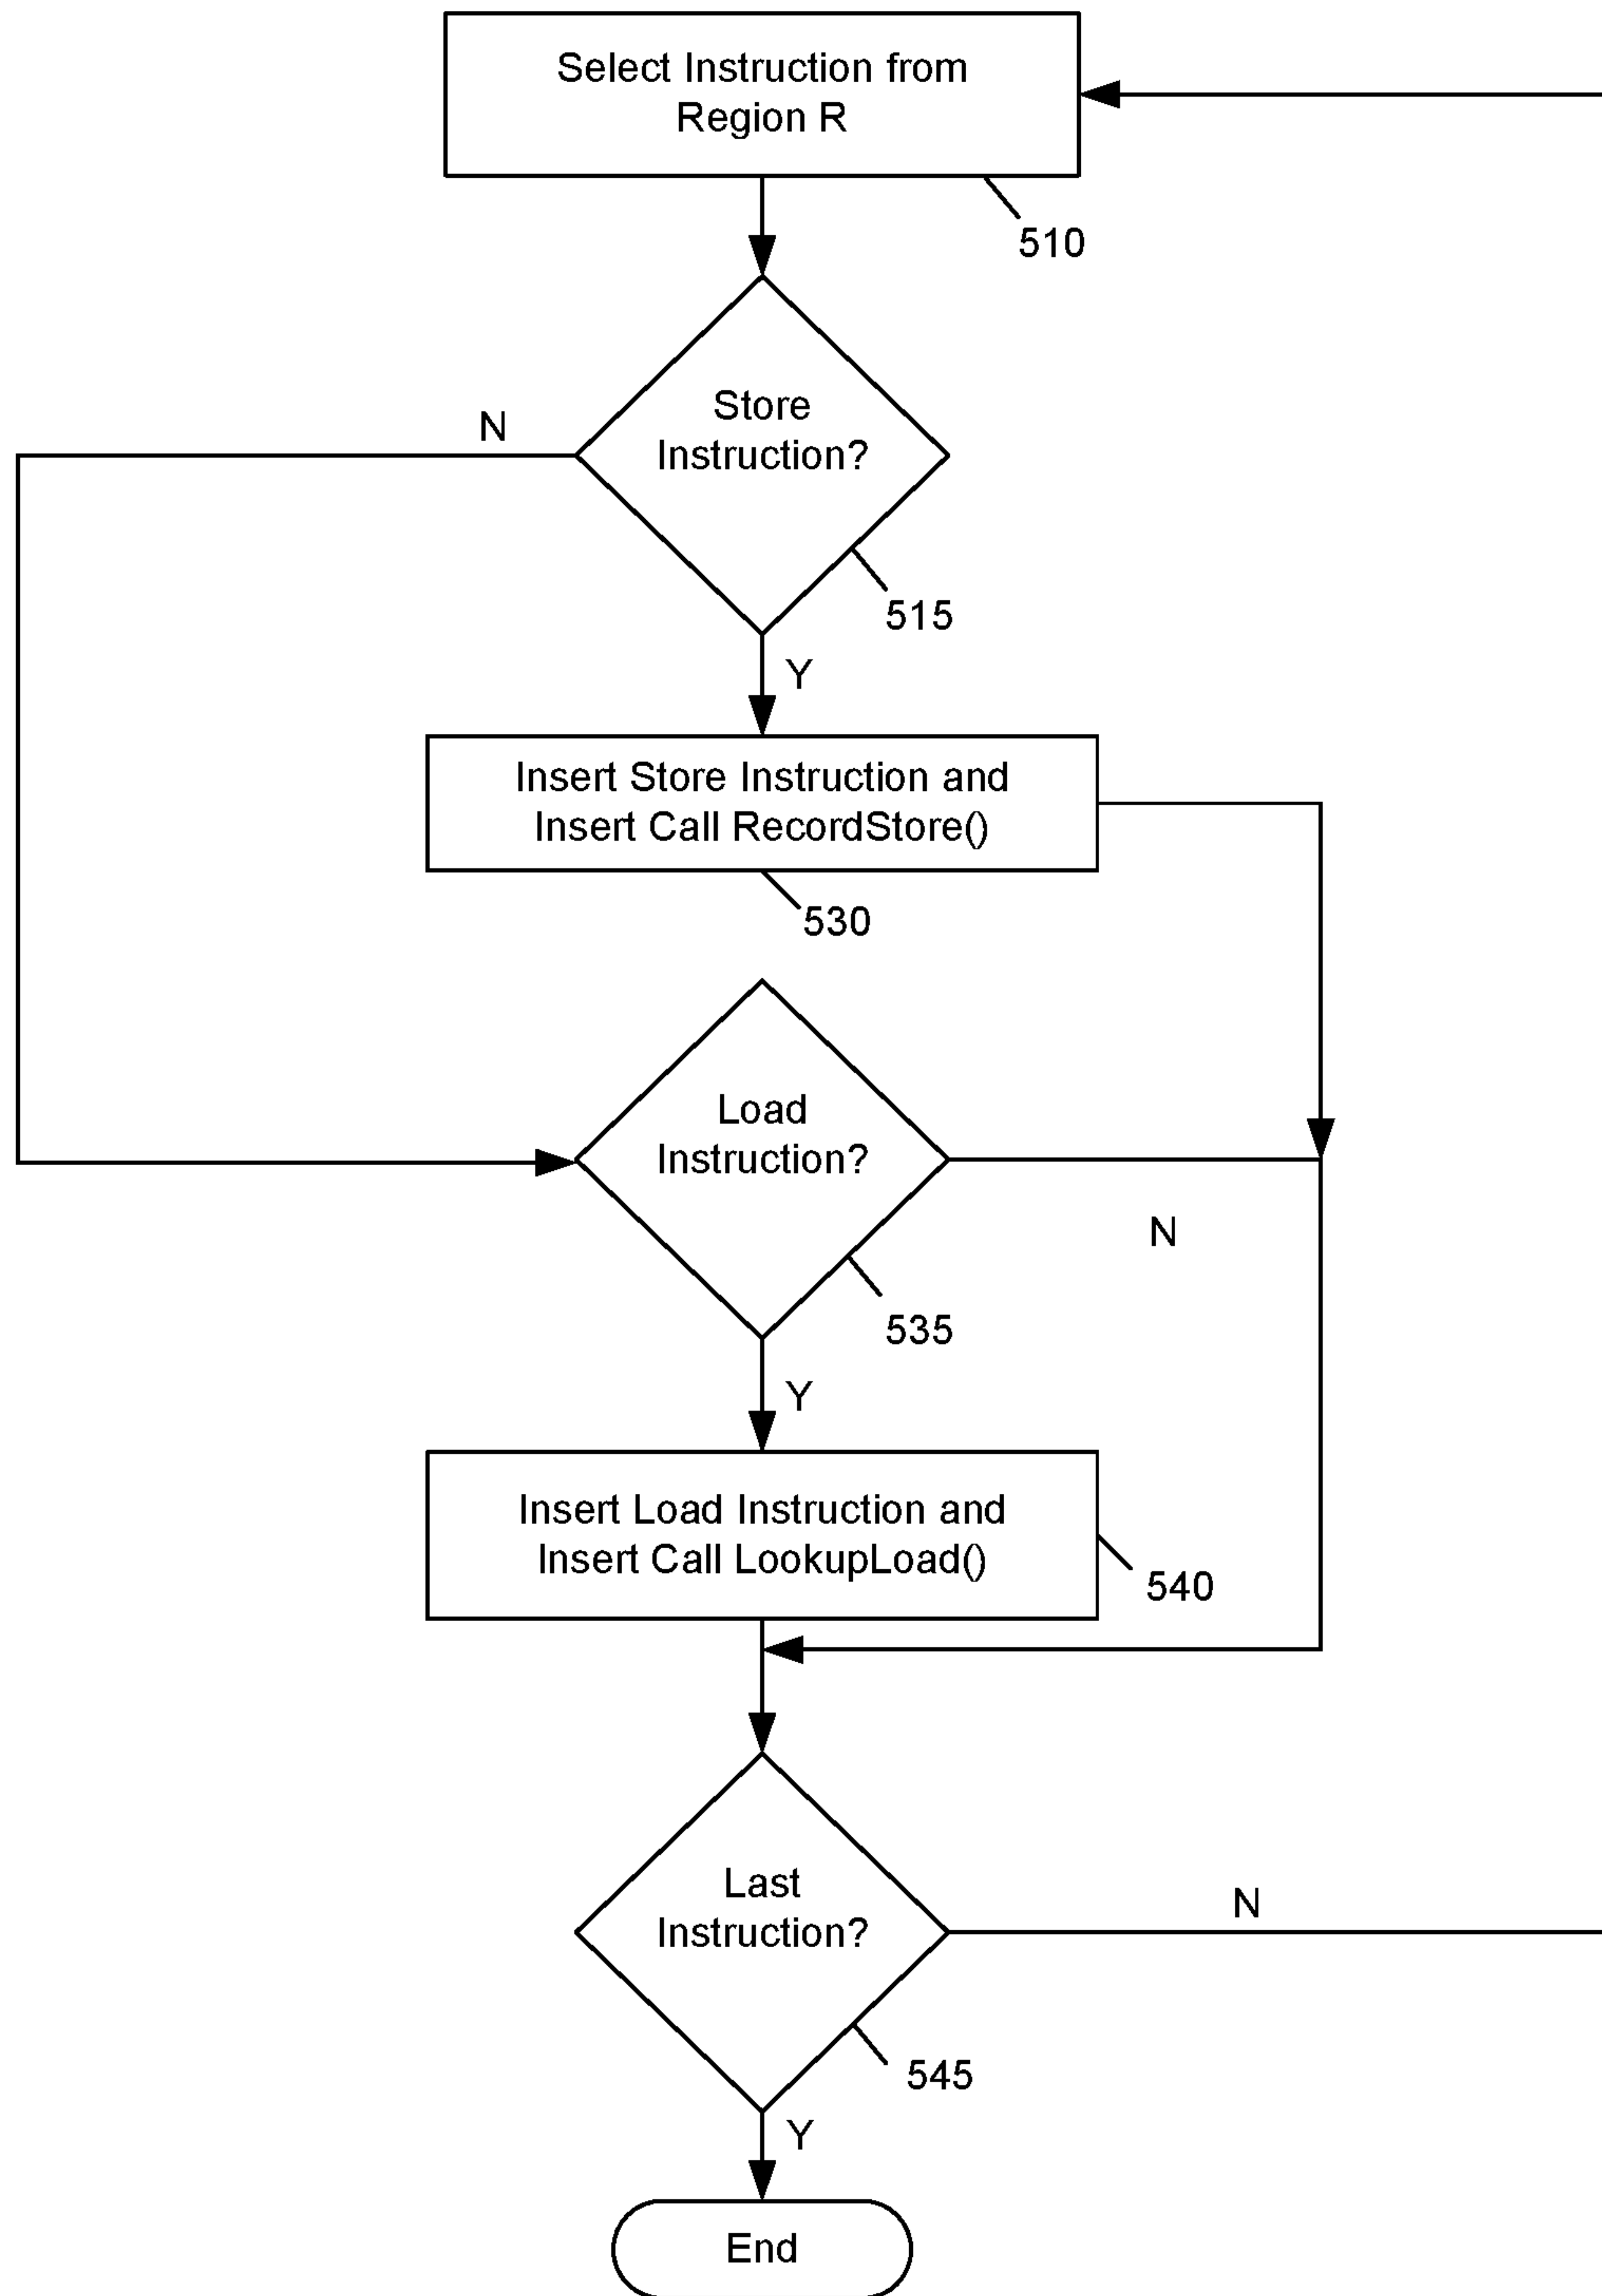 Select Instruction from
Region R
510
Store
Instruction?
N
515
Y
Insert Store Instruction and
Insert Call RecordStore()
530
Load
Instruction?
N
535
Y
Insert Load Instruction and
Insert Call LookupLoad()
540
Last
Instruction?
N
545
Y
End